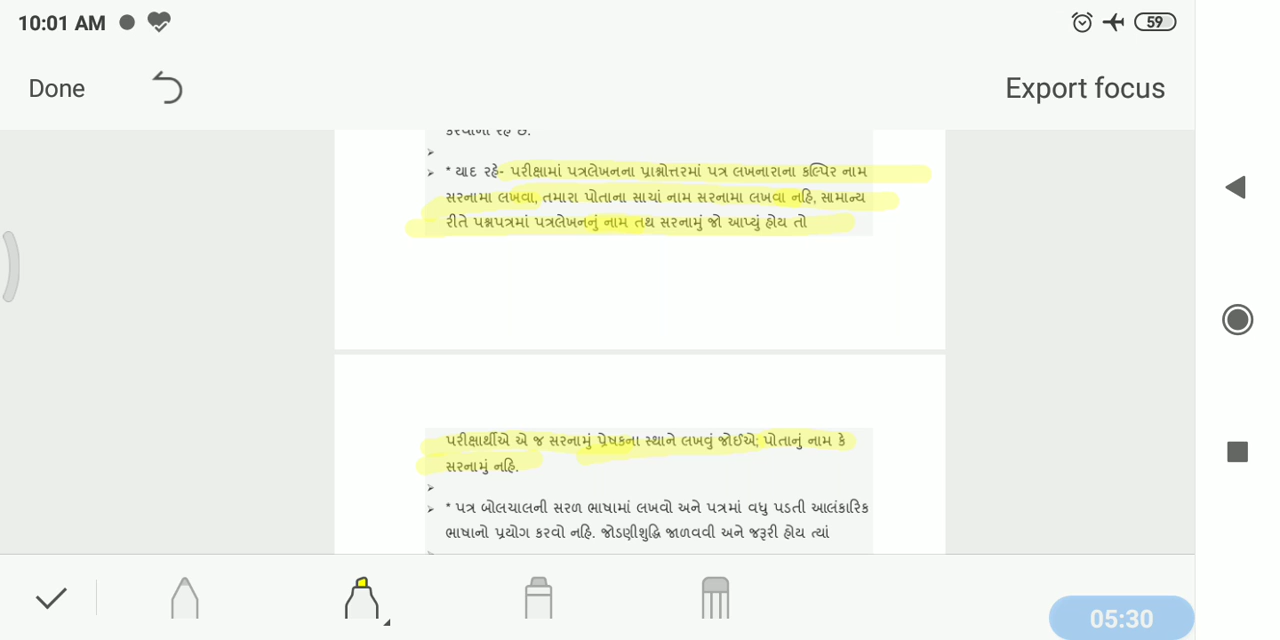 10:01 AM
59
Done
Export focus
કરવાના રહે છે.
* યાદ રહે- પરીક્ષામાં પત્રલેખનના પ્રાશ્નોત્તરમાં પત્ર લખનારાના કલ્પિર નામ
સરનામા લખવા, તમારા પોતાના સાચાં નામ સરનામા લખવા નહિ, સામાન્ય
રીતે પશ્નપત્રમાં પત્રલેખનનું નામ તથ સરનામું જો આપ્યું હોય તો
પરીક્ષાર્થીએ એ જ સરનામું પ્રેષકના સ્થાને લખવું જોઈએ; પોતાનું નામ કે
સરનામું નહિ.
* પત્ર બોલચાલની સરળ ભાષામાં લખવો અને પત્રમાં વધુ પડતી આલંકારિક
ભાષાનો પ્રયોગ કરવો નહિ. જોડણીશુદ્ધિ જાળવવી અને જરૂરી હોય ત્યાં
05:30